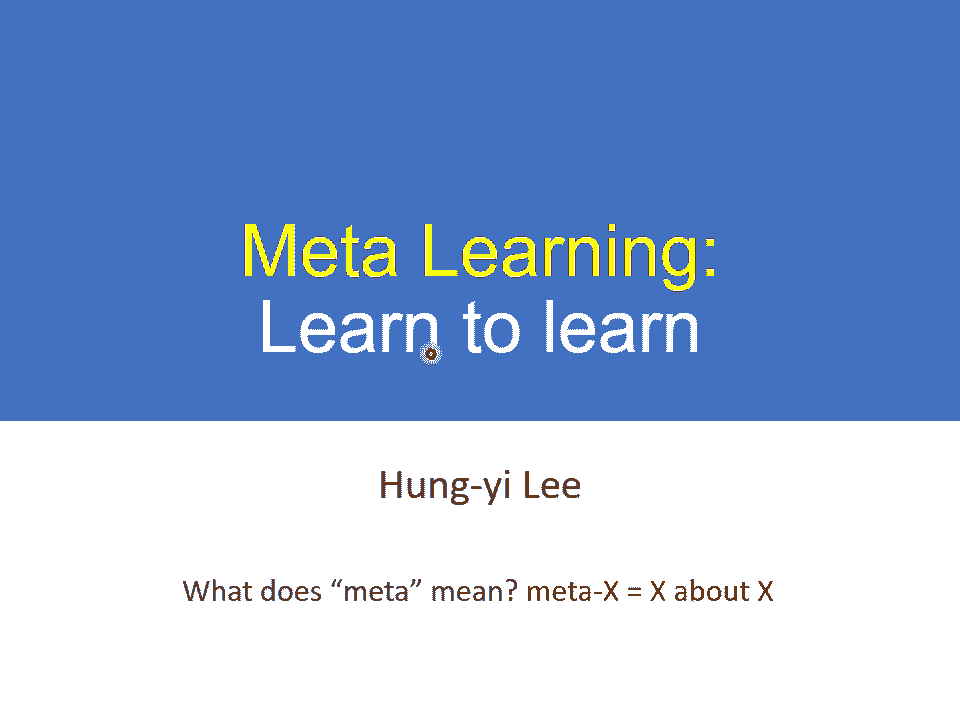 Meta Learning:
Learn to learn
Hung-yi Lee
What does “meta” mean? meta-X = X about X